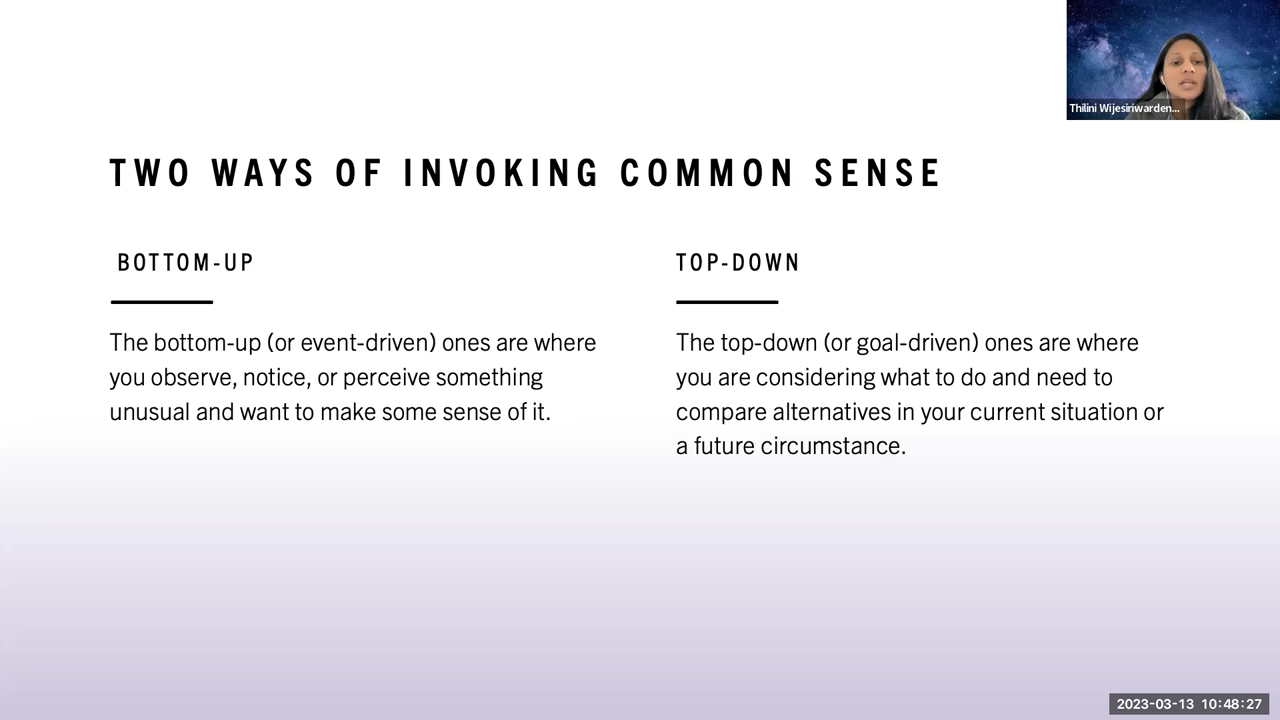 Thilini Wijesiriwarden...
TWO WAYS OF INVOKING COMMON SENSE
BOTTOM-UP
The bottom-up (or event-driven) ones are where
you observe, notice, or perceive something
unusual and want to make some sense of it.
TOP-DOWN
The top-down (or goal-driven) ones are where
you are considering what to do and need to
compare alternatives in your current situation or
a future circumstance.
2023-03-13 10:48:27